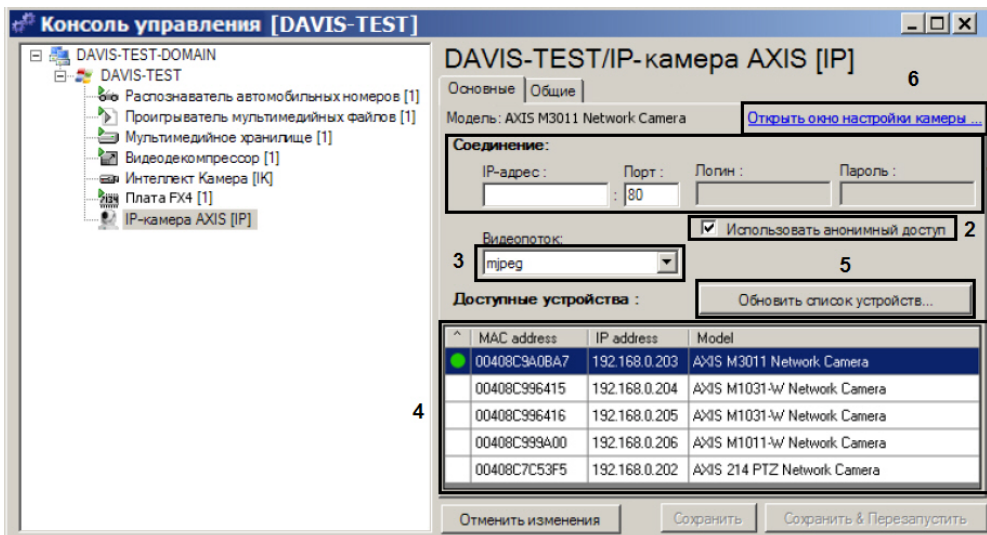 Консоль управления [DAVIS-TEST]
DAVIS-TEST-DOMAIN
DAVIS-TEST
Распознаватель автомобильных номеров [1]
Проигрыватель мультимедийных файлов [1]
Мультимедийное хранилище [1]
Видеодекомпрессор [1]
Интеллект Камера [IK]
Плата FX4 [1]
IP-камера AXIS [IP]
DAVIS-TEST/IP-камера AXIS [IP]
6
Основные Общие
Модель: AXIS M3011 Network Camera Открыть окно настройки камеры ...
Соединение:
IP-адрес : Порт : Логин : Пароль :
: 80
Использовать анонимный доступ 2
Видеопоток:
3 mjpeg 5
Доступные устройства : Обновить список устройств...
^ MAC address IP address Model
00408C9A0BA7 192.168.0.203 AXIS M3011 Network Camera
00408C996415 192.168.0.204 AXIS M1031-W Network Camera
4 00408C996416 192.168.0.205 AXIS M1031-W Network Camera
00408C999A00 192.168.0.206 AXIS M1011-W Network Camera
00408C7C53F5 192.168.0.202 AXIS 214 PTZ Network Camera
Отменить изменения Сохранить Сохранить & Перезапустить